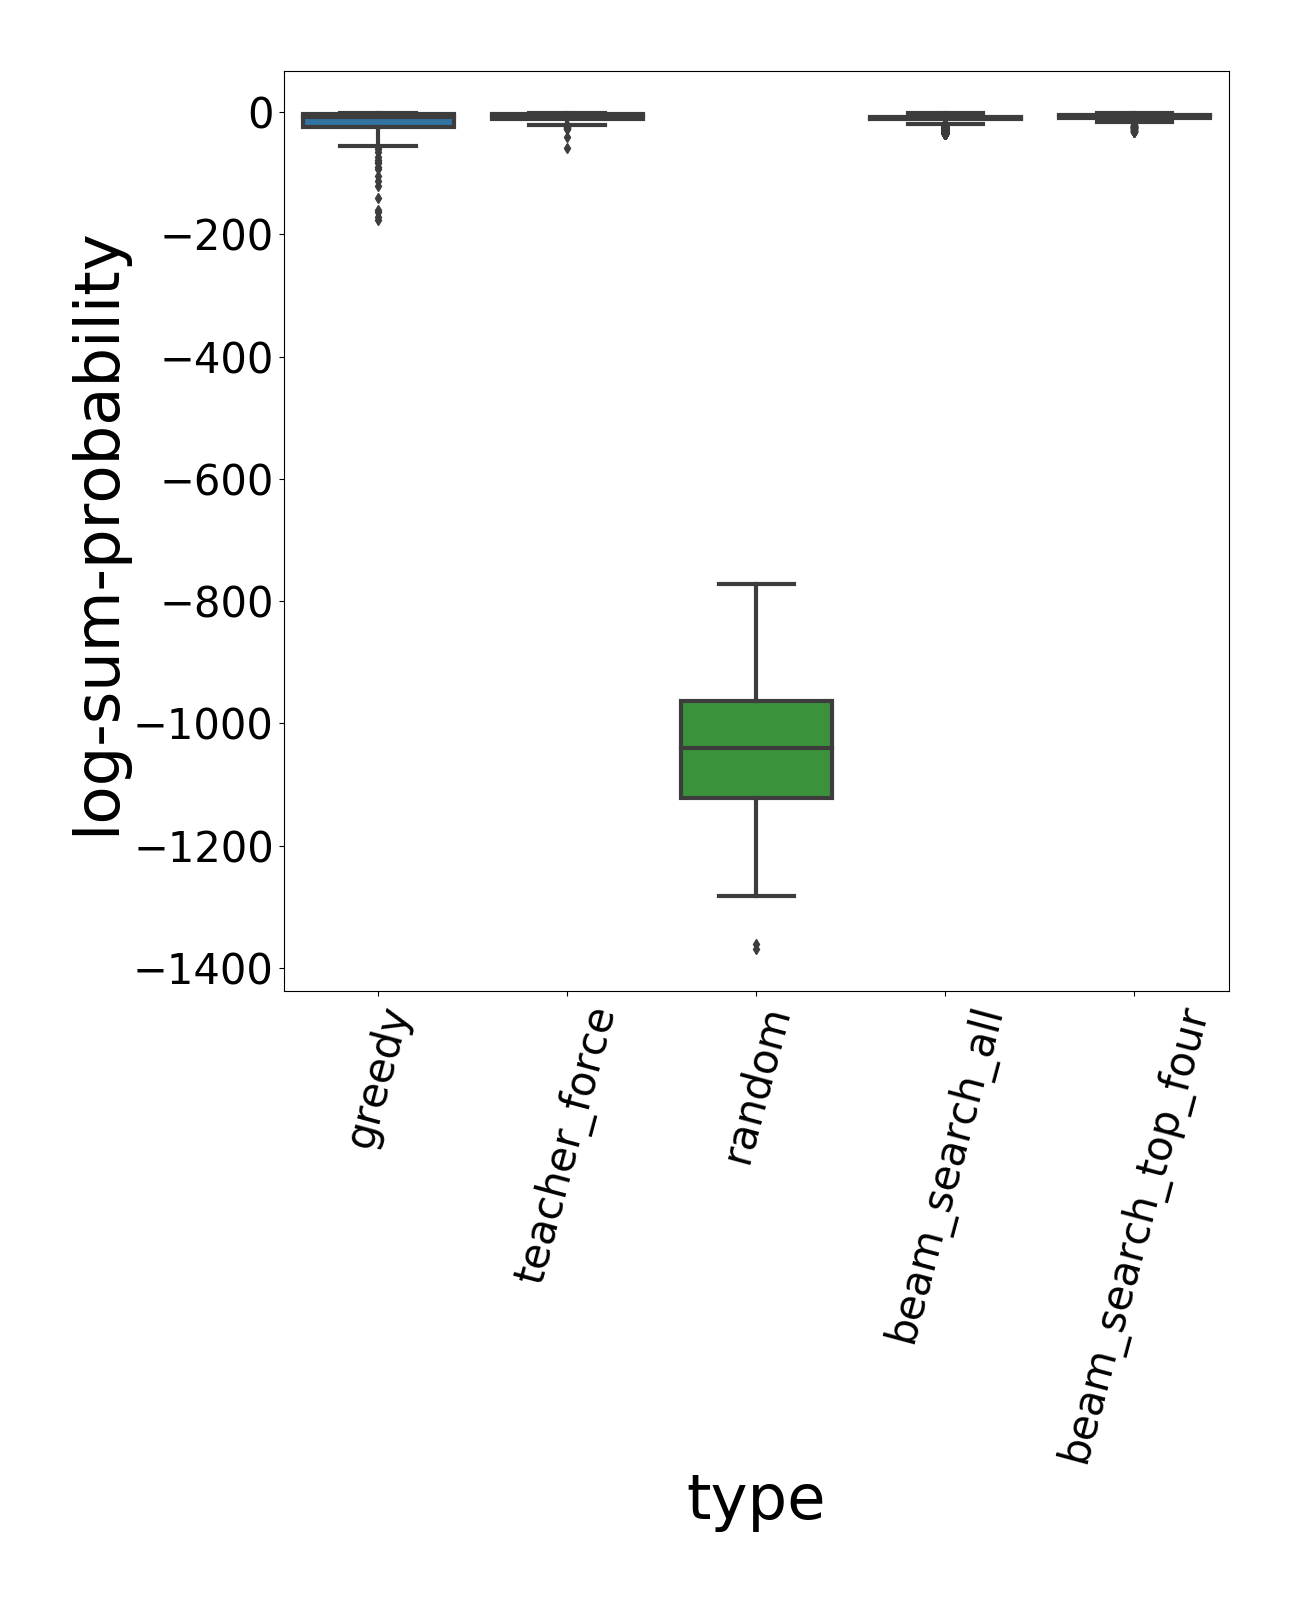 log-sum-probability
0
−200
−400
−600
−800
−1000
−1200
−1400
greedy
teacher_force
random
beam_search_all
beam_search_top_four
type